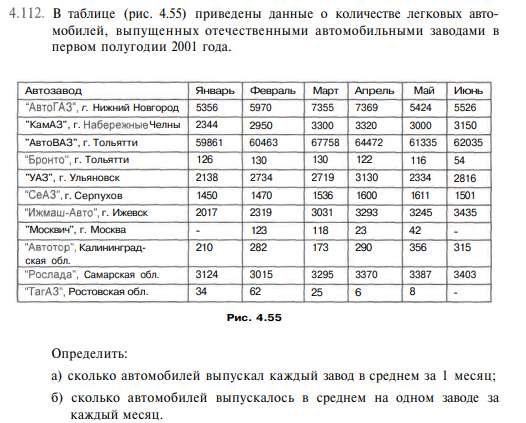 4.112. В таблице (рис. 4.55) приведены данные о количестве легковых авто-
мобилей, выпущенных отечественными автомобильными заводами в
первом полугодии 2001 года.
Автозавод Январь Февраль Март Апрель Май Июнь
"АвтоГАЗ", г. Нижний Новгород 5356 5970 7355 7369 5424 5526
"КамАЗ", г. Набережные Челны 2344 2950 3300 3320 3000 3150
"АвтоВАЗ", г. Тольятти 59861 60463 67758 64472 61335 62035
"Бронто", г. Тольятти 126 130 130 122 116 54
"УАЗ", г. Ульяновск 2138 2734 2719 3130 2334 2816
"СеАЗ", г. Серпухов 1450 1470 1536 1600 1611 1501
"Ижмаш-Авто", г. Ижевск 2017 2319 3031 3293 3245 3435
"Москвич", г. Москва - 123 118 23 42 -
"Автотор", Калининград- 210 282 173 290 356 315
ская обл.
"Рослада", Самарская обл. 3124 3015 3295 3370 3387 3403
"ТагАЗ", Ростовская обл. 34 62 25 6 8 -
Рис. 4.55
Определить:
а) сколько автомобилей выпускал каждый завод в среднем за 1 месяц;
б) сколько автомобилей выпускалось в среднем на одном заводе за
каждый месяц.